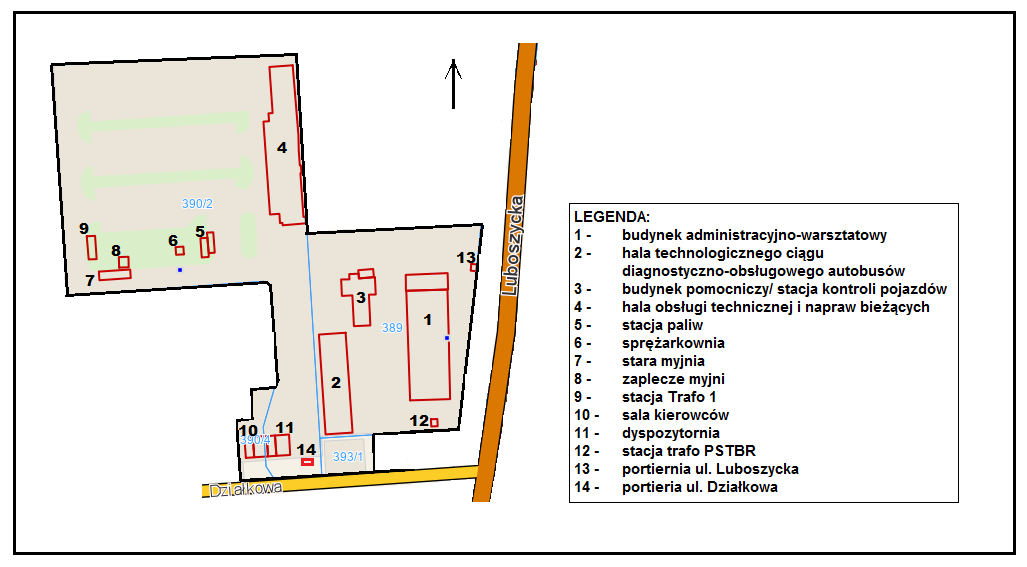 4
390/2
9
8
6
5
7
13
3
1
389
2
12
10
11
390/4
14
393/1
Działkowa
Luboszycka
LEGENDA:
1 - budynek administracyjno-warsztatowy
2 - hala technologicznego ciągu
diagnostyczno-obsługowego autobusów
3 - budynek pomocniczy/ stacja kontroli pojazdów
4 - hala obsługi technicznej i napraw bieżących
5 - stacja paliw
6 - sprężarkownia
7 - stara myjnia
8 - zaplecze myjni
9 - stacja Trafo 1
10 - sala kierowców
11 - dyspozytornia
12 - stacja trafo PSTBR
13 - portiernia ul. Luboszycka
14 - portieria ul. Działkowa